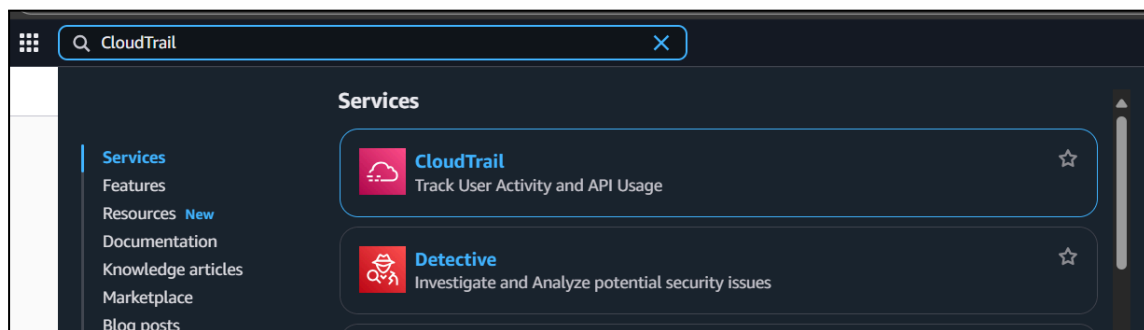 CloudTrail
Services
Services
Features
Resources New
Documentation
Knowledge articles
Marketplace
Blog posts
CloudTrail
Track User Activity and API Usage
Detective
Investigate and Analyze potential security issues